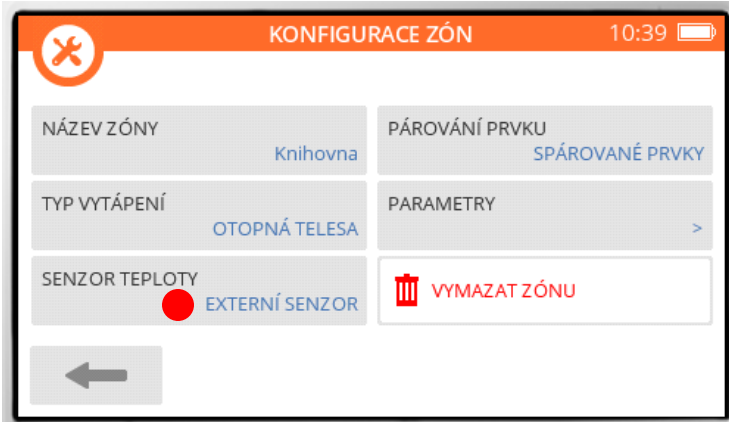 KONFIGURACE ZÓN
10:39
NÁZEV ZÓNY
Knihovna
PÁROVÁNÍ PRVKU
SPÁROVANÉ PRVKY
TYP VYTÁPENÍ
OTOPNÁ TELESA
PARAMETRY
>
SENZOR TEPLOTY
EXTERNÍ SENZOR
VYMAZAT ZÓNU